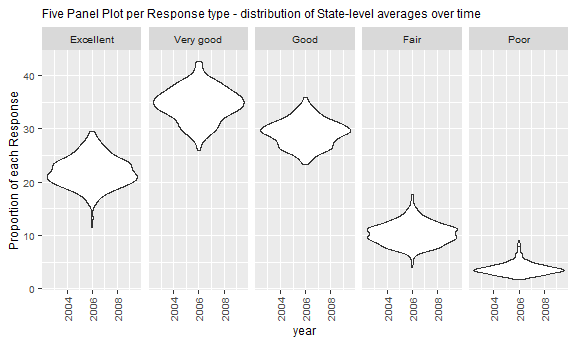 Five Panel Plot per Response type - distribution of State-level averages over time
Excellent Very good Good Fair Poor
Proportion of each Response
40
30
20
10
0
2004 2006 2008 2004 2006 2008 2004 2006 2008 2004 2006 2008 2004 2006 2008
year